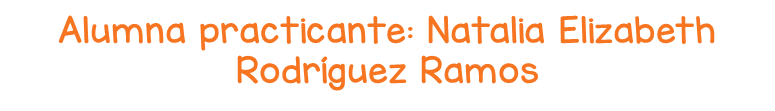 Alumna practicante: Natalia Elizabeth
Rodríguez Ramos